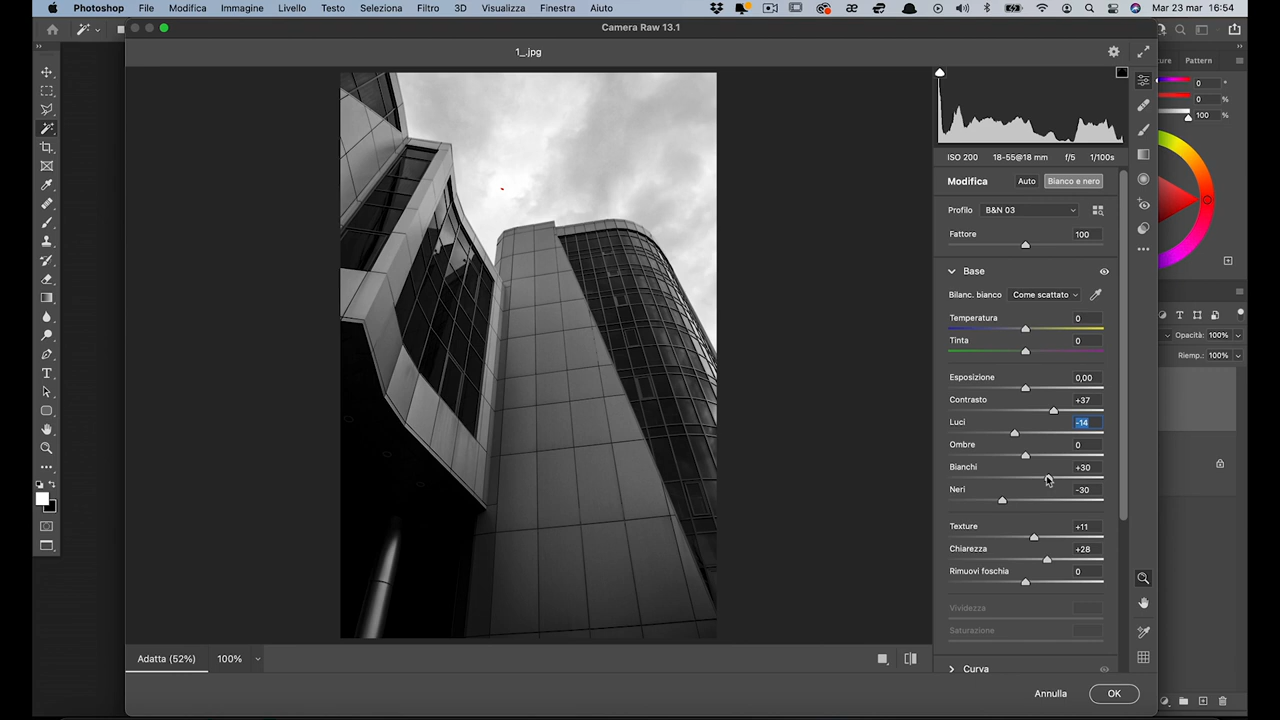 Photoshop File Modifica Immagine Livello Testo Seleziona Filtro 3D Visualizza Finestra Aiuto Mar 23 mar 16:54
Camera Raw 13.1
1_.jpg
ISO 200 18-55@18 mm f/5 1/100s
Modifica Auto Bianco e nero
Profilo B&N 03
Fattore 100
Base
Bilanc. bianco Come scattato
Temperatura 0
Tinta 0
Esposizione 0,00
Contrasto +37
Luci -14
Ombre 0
Bianchi +30
Neri -30
Texture +11
Chiarezza +28
Rimuovi foschia 0
Vividezza
Saturazione
Curva
Adatta (52%) 100%
Annulla OK
Pattern
0 °
0 %
100 %
Opacità: 100%
Riemp.: 100%